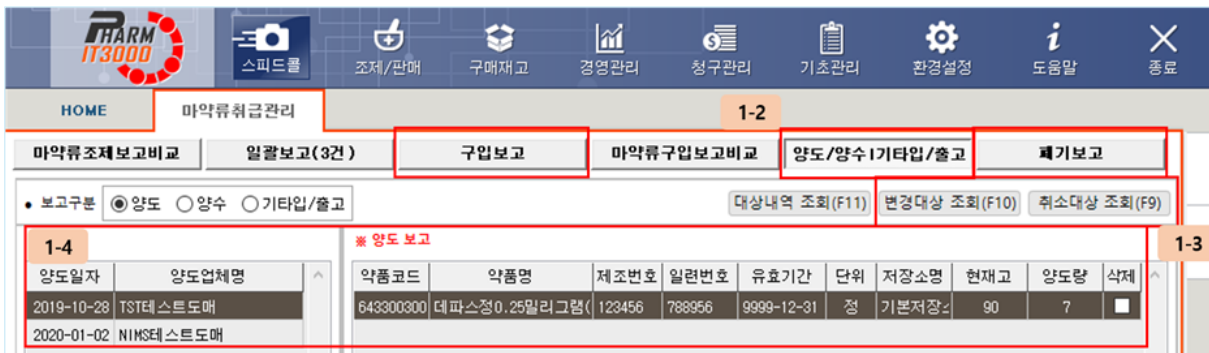 PHARM
IT3000
스피드콜 조제/판매 구매재고 경영관리 청구관리 기초관리 환경설정 도움말 종료
HOME 마약류취급관리
1-2
마약류조제보고비교 일괄보고(3건) 구입보고 마약류구입보고비교 양도/양수|기타입/출고 폐기보고
• 보고구분 양도 양수 기타입/출고 대상내역 조회(F11) 변경대상 조회(F10) 취소대상 조회(F9)
1-4 ※ 양도 보고 1-3
양도일자 양도업체명 약품코드 약품명 제조번호 일련번호 유효기간 단위 저장소명 현재고 양도량 삭제
2019-10-28 TST테스트도매 643300300 데파스정0.25밀리그램( 123456 788956 9999-12-31 정 기본저장 90 7
2020-01-02 NIMS테스트도매